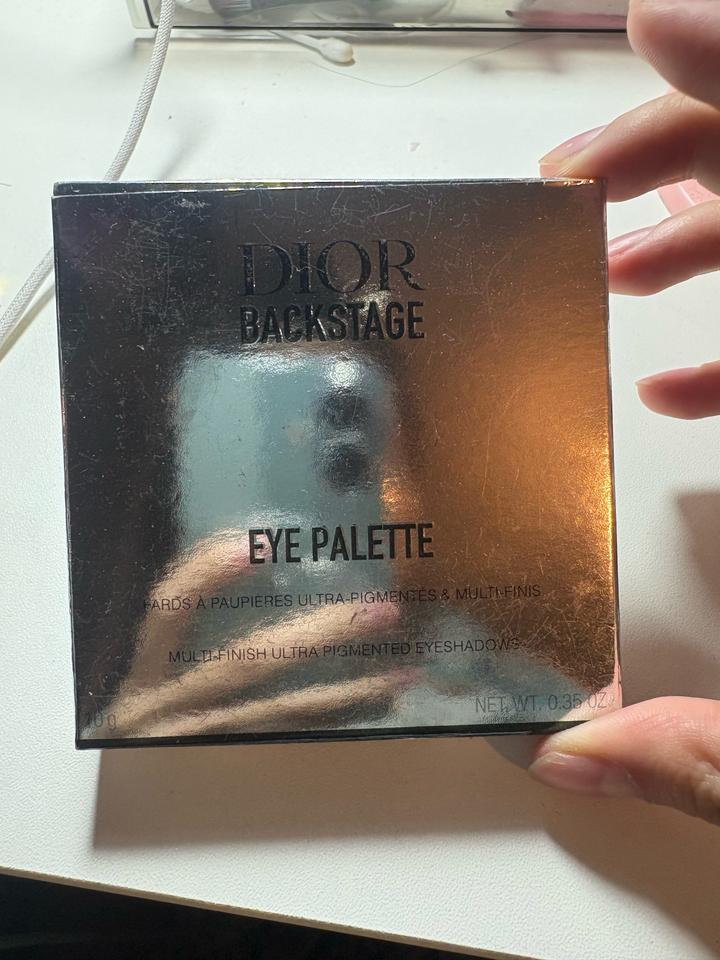 DIOR
BACKSTAGE
EYE PALETTE
FARDS À PAUPIÈRES ULTRA-PIGMENTÉS & MULTI-FINIS
MULTI-FINISH ULTRA PIGMENTED EYESHADOWS
10 g
NET WT. 0.35 OZ